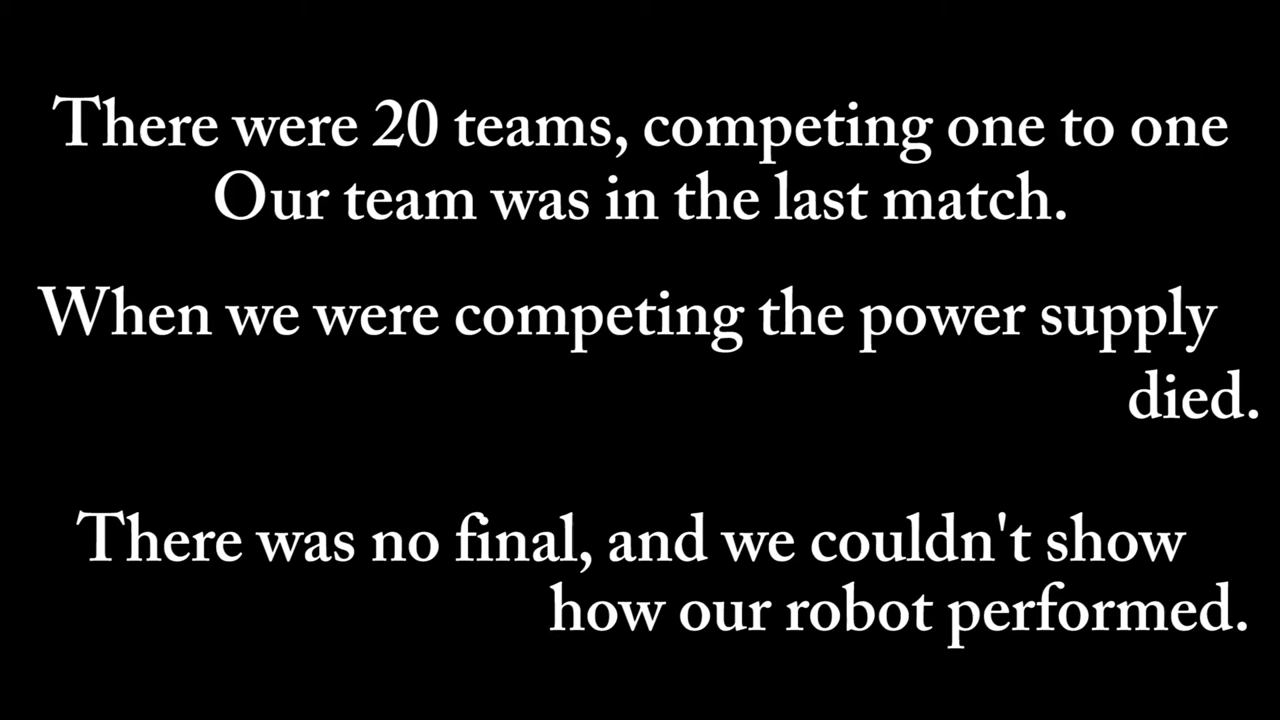 There were 20 teams, competing one to one
Our team was in the last match.
When we were competing the power supply
died.
There was no final, and we couldn't show
how our robot performed.